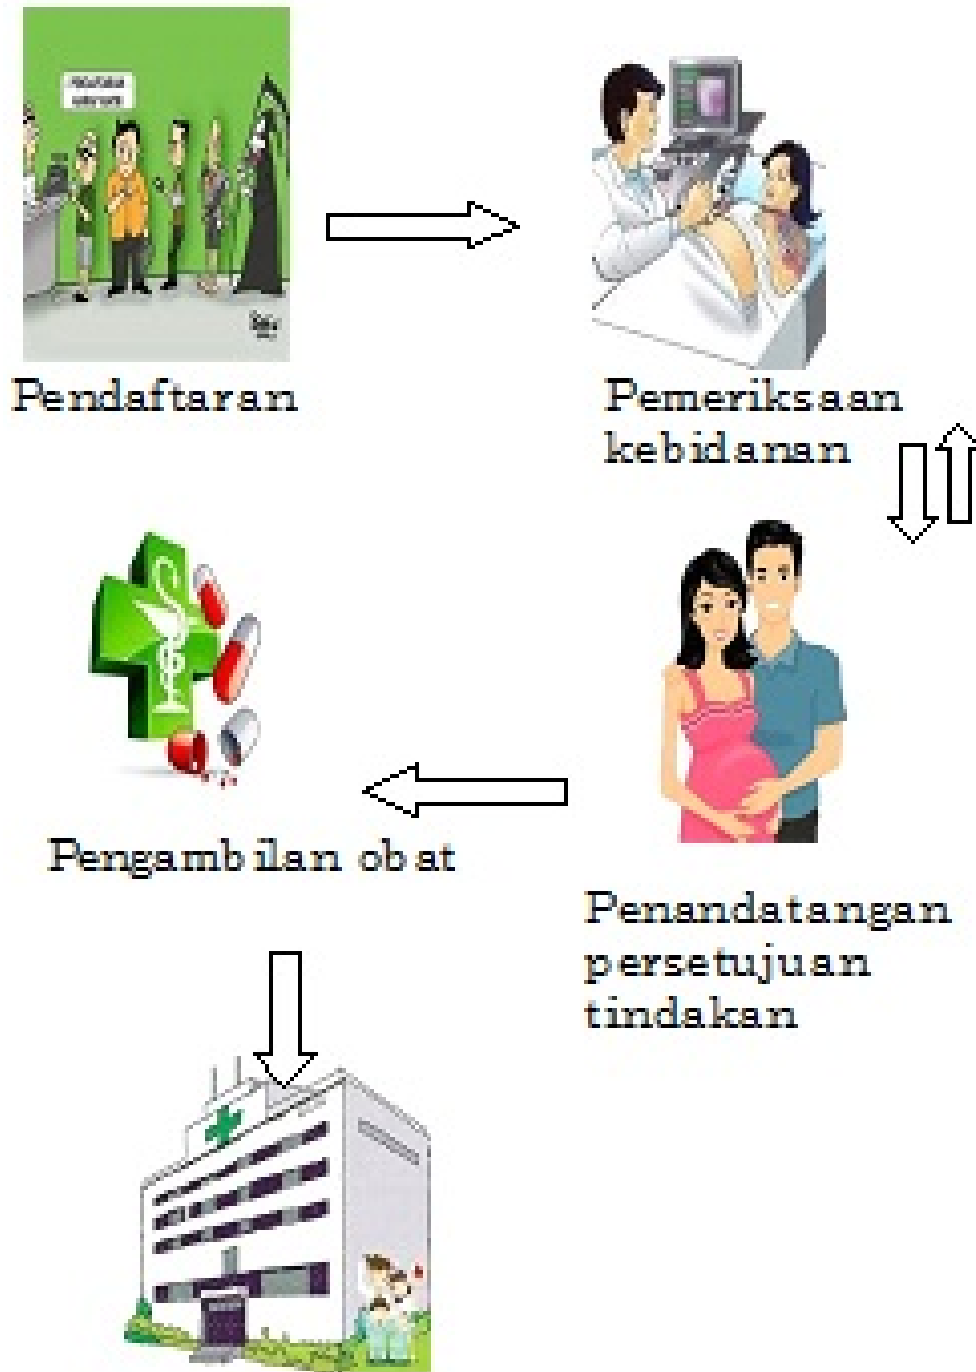 Pendaftaran
Pemeriksaan
kebidanan
Pengambilan obat
Penandatangan
persetujuan
tindakan